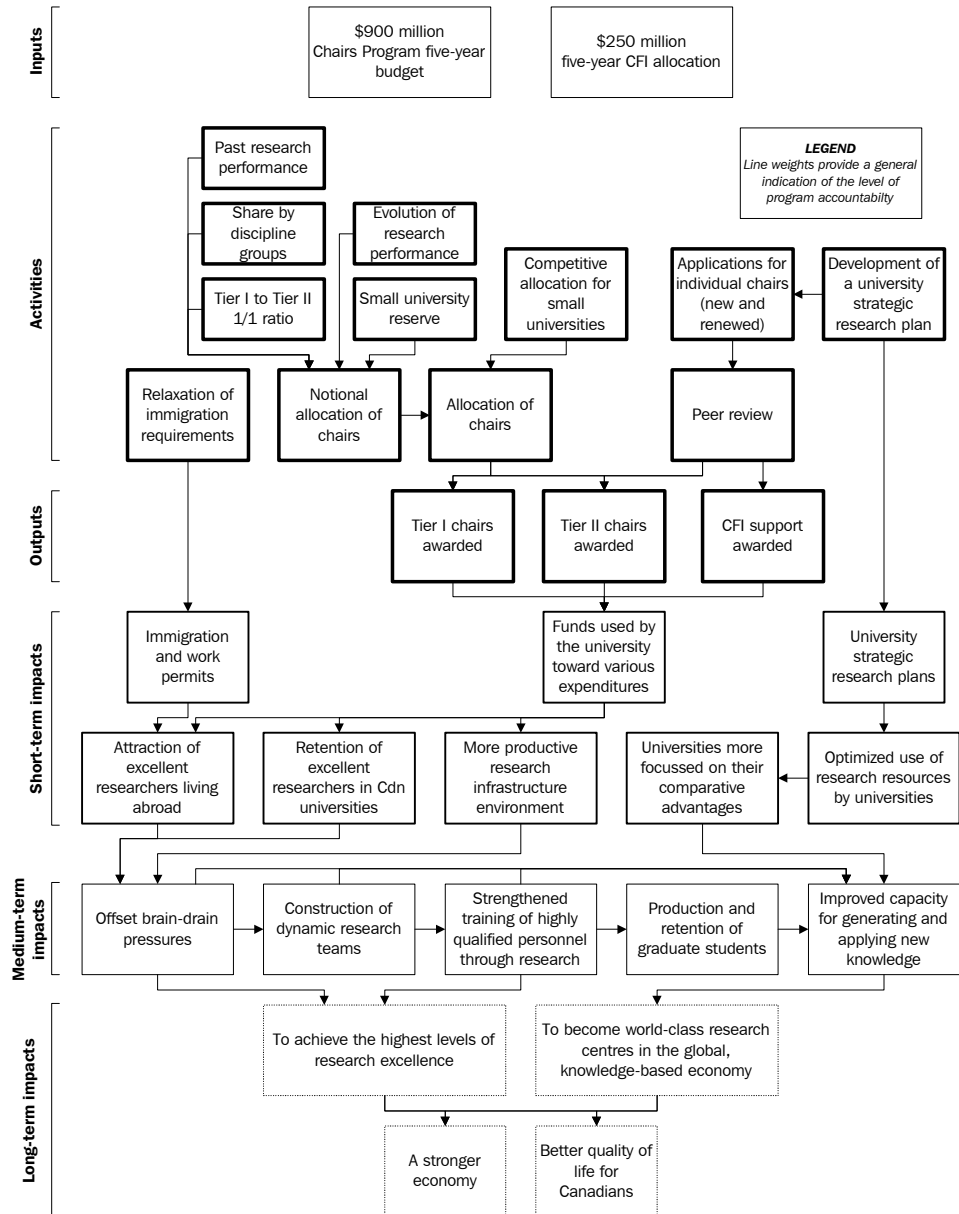 Inputs
$900 million
Chairs Program five-year
budget
$250 million
five-year CFI allocation
Activities
Past research
performance
LEGEND
Line weights provide a general
indication of the level of
program accountabilty
Share by
discipline
groups
Evolution of
research
performance
Tier I to Tier II
1/1 ratio
Small university
reserve
Competitive
allocation for
small
universities
Applications for
individual chairs
(new and
renewed)
Development of
a university
strategic
research plan
Relaxation of
immigration
requirements
Notional
allocation of
chairs
Allocation of
chairs
Peer review
Outputs
Tier I chairs
awarded
Tier II chairs
awarded
CFI support
awarded
Short-term impacts
Immigration
and work
permits
Funds used by
the university
toward various
expenditures
University
strategic
research plans
Attraction of
excellent
researchers living
abroad
Retention of
excellent
researchers in Cdn
universities
More productive
research
infrastructure
environment
Universities more
focussed on their
comparative
advantages
Optimized use of
research resources
by universities
Medium-term
impacts
Offset brain-drain
pressures
Construction of
dynamic research
teams
Strengthened
training of highly
qualified personnel
through research
Production and
retention of
graduate students
Improved capacity
for generating and
applying new
knowledge
Long-term impacts
To achieve the highest levels of
research excellence
To become world-class research
centres in the global,
knowledge-based economy
A stronger
economy
Better quality of
life for
Canadians